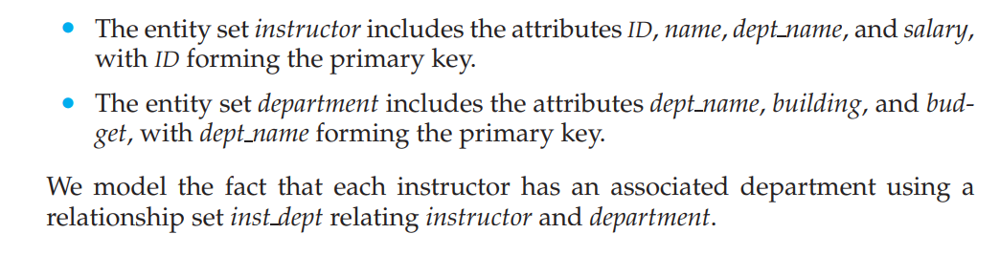 • The entity set instructor includes the attributes ID, name, dept_name, and salary,
with ID forming the primary key.
• The entity set department includes the attributes dept_name, building, and bud-
get, with dept_name forming the primary key.
We model the fact that each instructor has an associated department using a
relationship set inst_dept relating instructor and department.